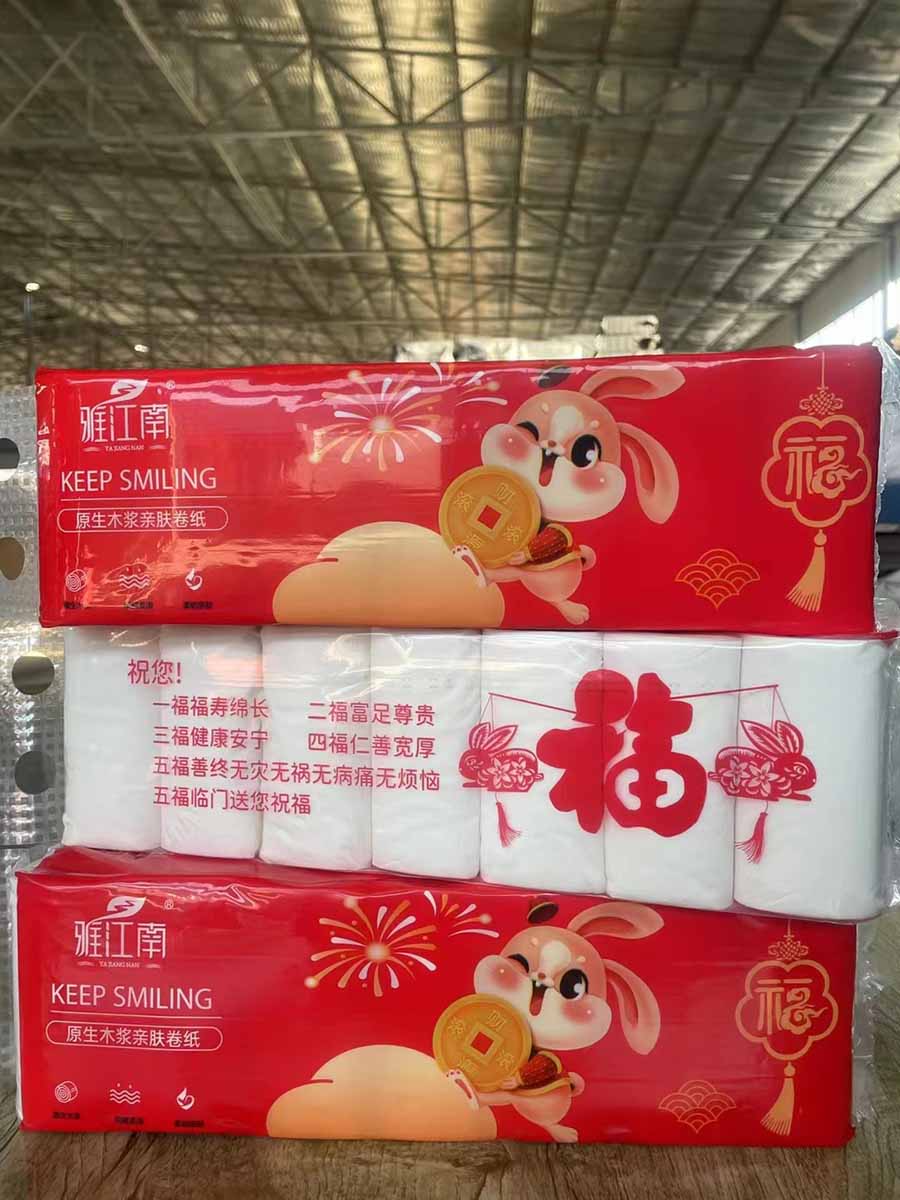 雅江南®
YA JIANG NAN
KEEP SMILING
原生木浆亲肤卷纸
福
祝您!
一福福寿绵长 二福富足尊贵
三福健康安宁 四福仁善宽厚
五福善终无灾无祸无病痛无烦恼
五福临门送您祝福
福
雅江南®
YA JIANG NAN
KEEP SMILING
原生木浆亲肤卷纸
福